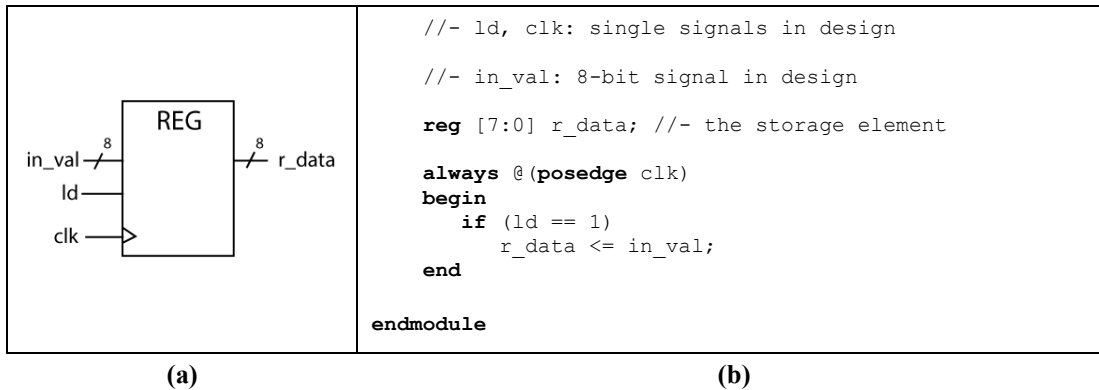 REG
8
8
in_val
r_data
ld
clk
//- ld, clk: single signals in design
//- in_val: 8-bit signal in design
reg [7:0] r_data; //- the storage element
always @(posedge clk)
begin
if (ld == 1)
r_data <= in_val;
end
endmodule
(a)
(b)